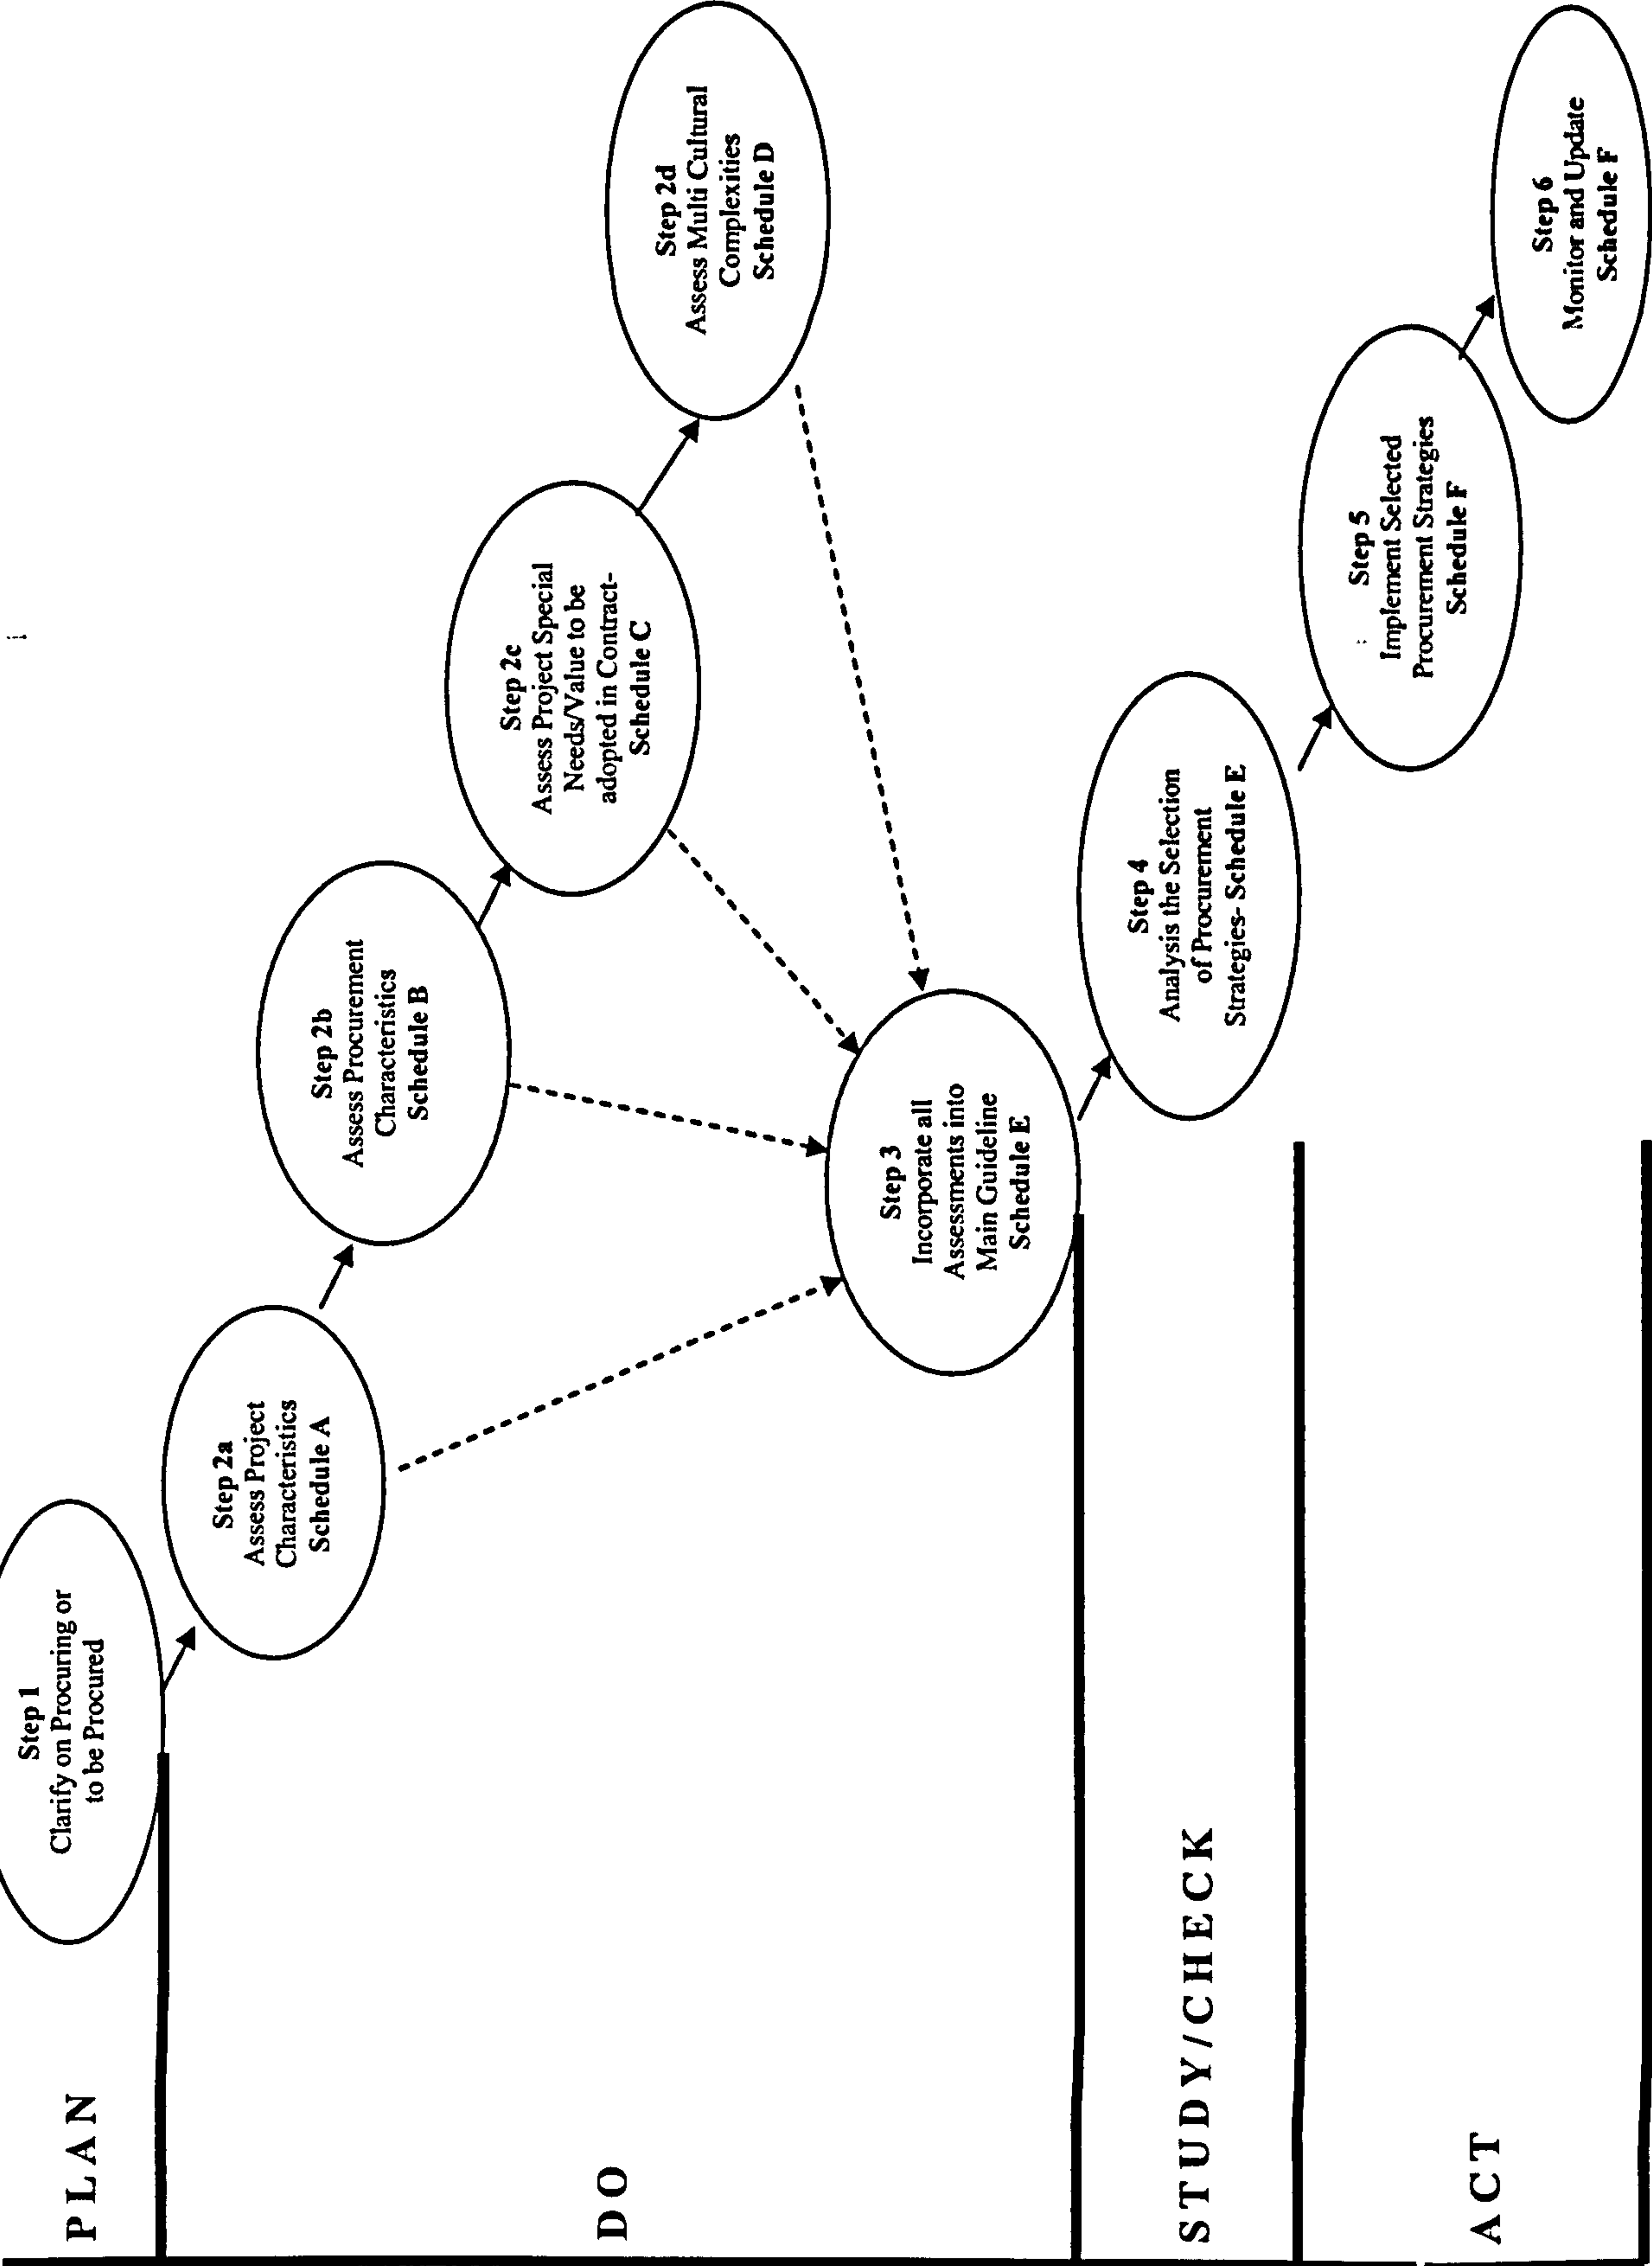 PLAN
Step 1
Clarify on Procuring or
to be Procured
DO
Step 2a
Assess Project
Characteristics
Schedule A
Step 2b
Assess Procurement
Characteristics
Schedule B
Step 2c
Assess Project Special
Needs/Value to be
adopted in Contract-
Schedule C
Step 2d
Assess Multi Cultural
Complexities
Schedule D
Step 3
Incorporate all
Assessments into
Main Guideline
Schedule E
STUDY/CHECK
Step 4
Analysis the Selection
of Procurement
Strategies- Schedule E
ACT
Step 5
Implement Selected
Procurement Strategies
Schedule F
Step 6
Monitor and Update
Schedule F